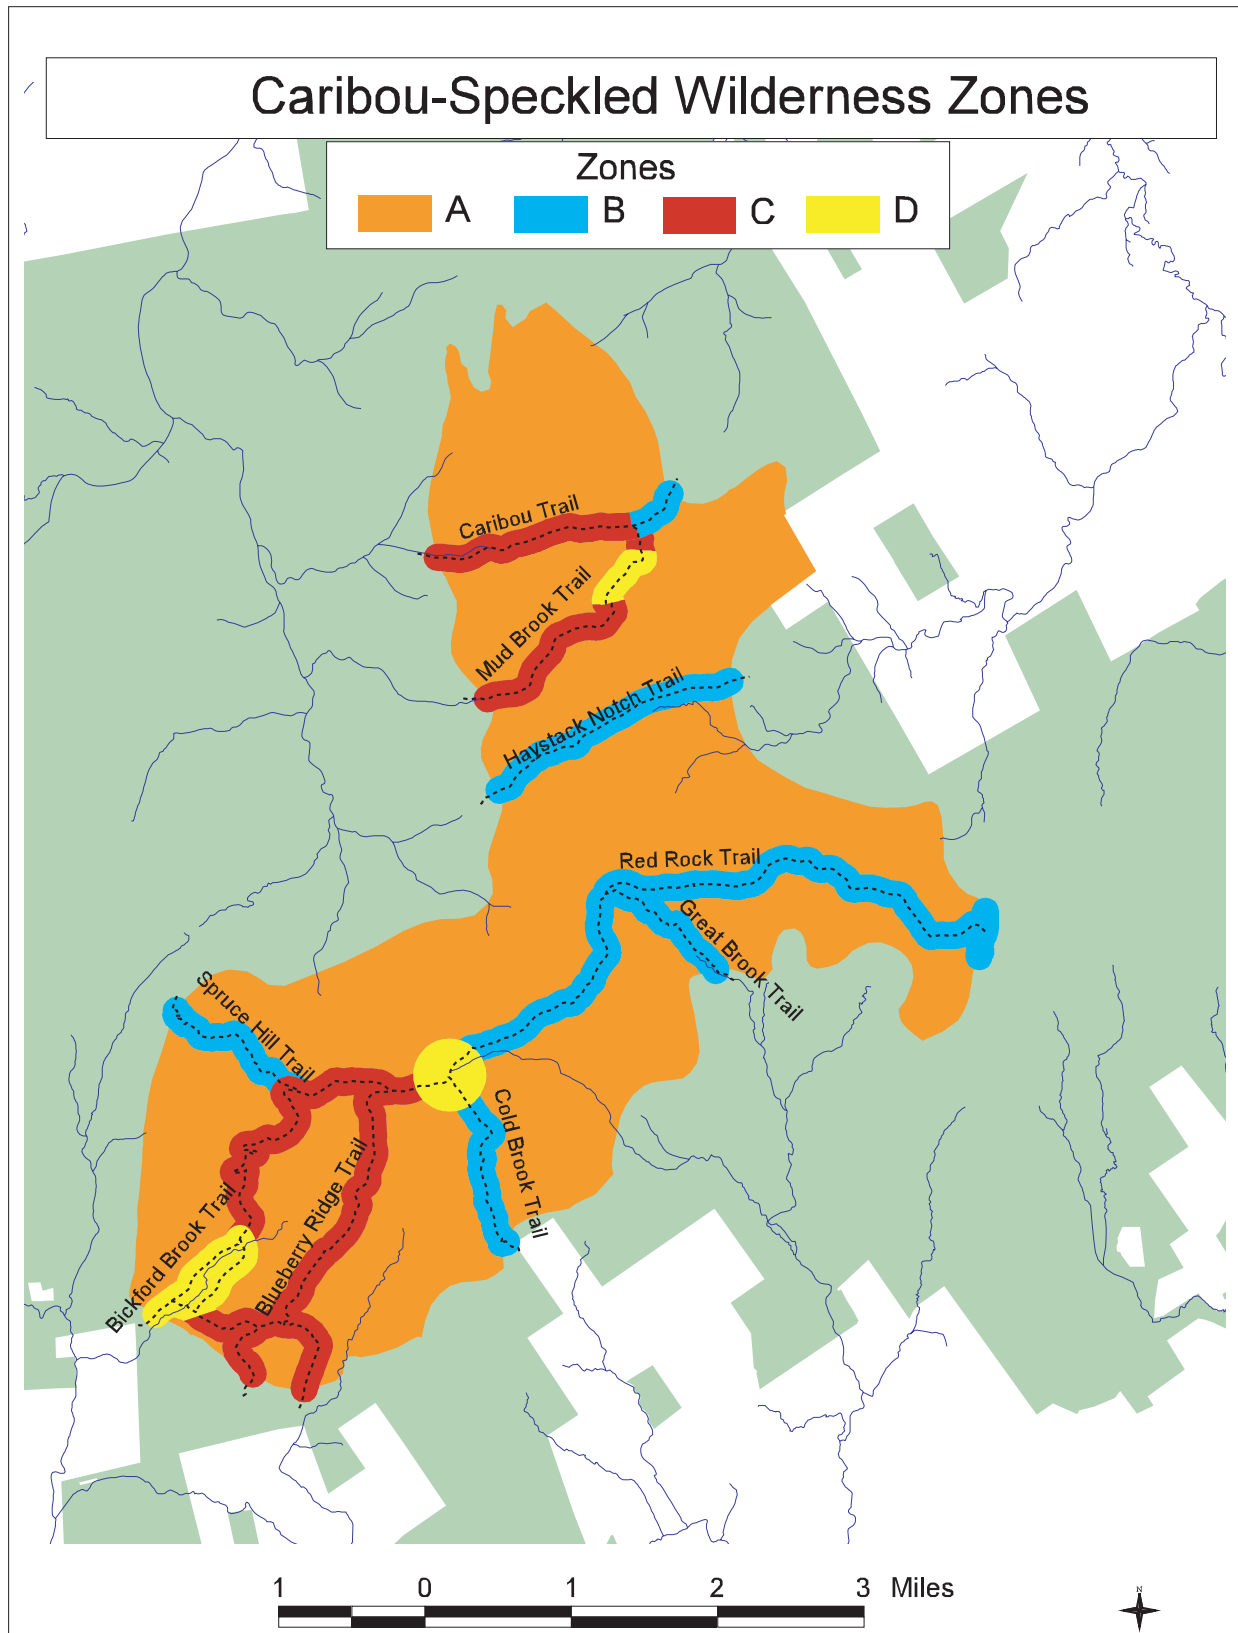 Caribou-Speckled Wilderness Zones
Zones
A B C D
Caribou Trail
Mud Brook Trail
Haystack Notch Trail
Red Rock Trail
Great Brook Trail
Spruce Hill Trail
Cold Brook Trail
Blueberry Ridge Trail
Bickford Brook Trail
1 0 1 2 3 Miles
N